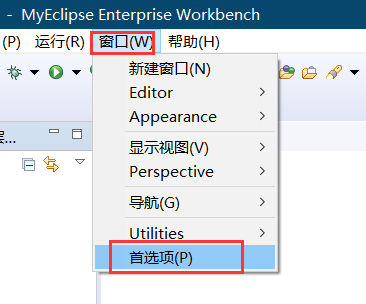 - MyEclipse Enterprise Workbench
(P) 运行(R) 窗口(W) 帮助(H)
新建窗口(N)
Editor
Appearance
显示视图(V)
Perspective
导航(G)
Utilities
首选项(P)